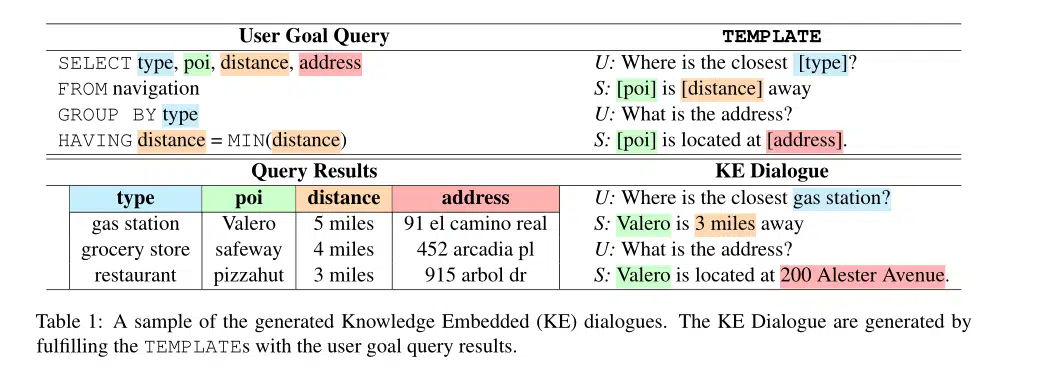 User Goal Query TEMPLATE
SELECT type, poi, distance, address
FROM navigation
GROUP BY type
HAVING distance = MIN(distance)
U: Where is the closest [type]?
S: [poi] is [distance] away
U: What is the address?
S: [poi] is located at [address].
Query Results KE Dialogue
type poi distance address
gas station Valero 5 miles 91 el camino real
grocery store safeway 4 miles 452 arcadia pl
restaurant pizzahut 3 miles 915 arbol dr
U: Where is the closest gas station?
S: Valero is 3 miles away
U: What is the address?
S: Valero is located at 200 Alester Avenue.
Table 1: A sample of the generated Knowledge Embedded (KE) dialogues. The KE Dialogue are generated by
fulfilling the TEMPLATEs with the user goal query results.